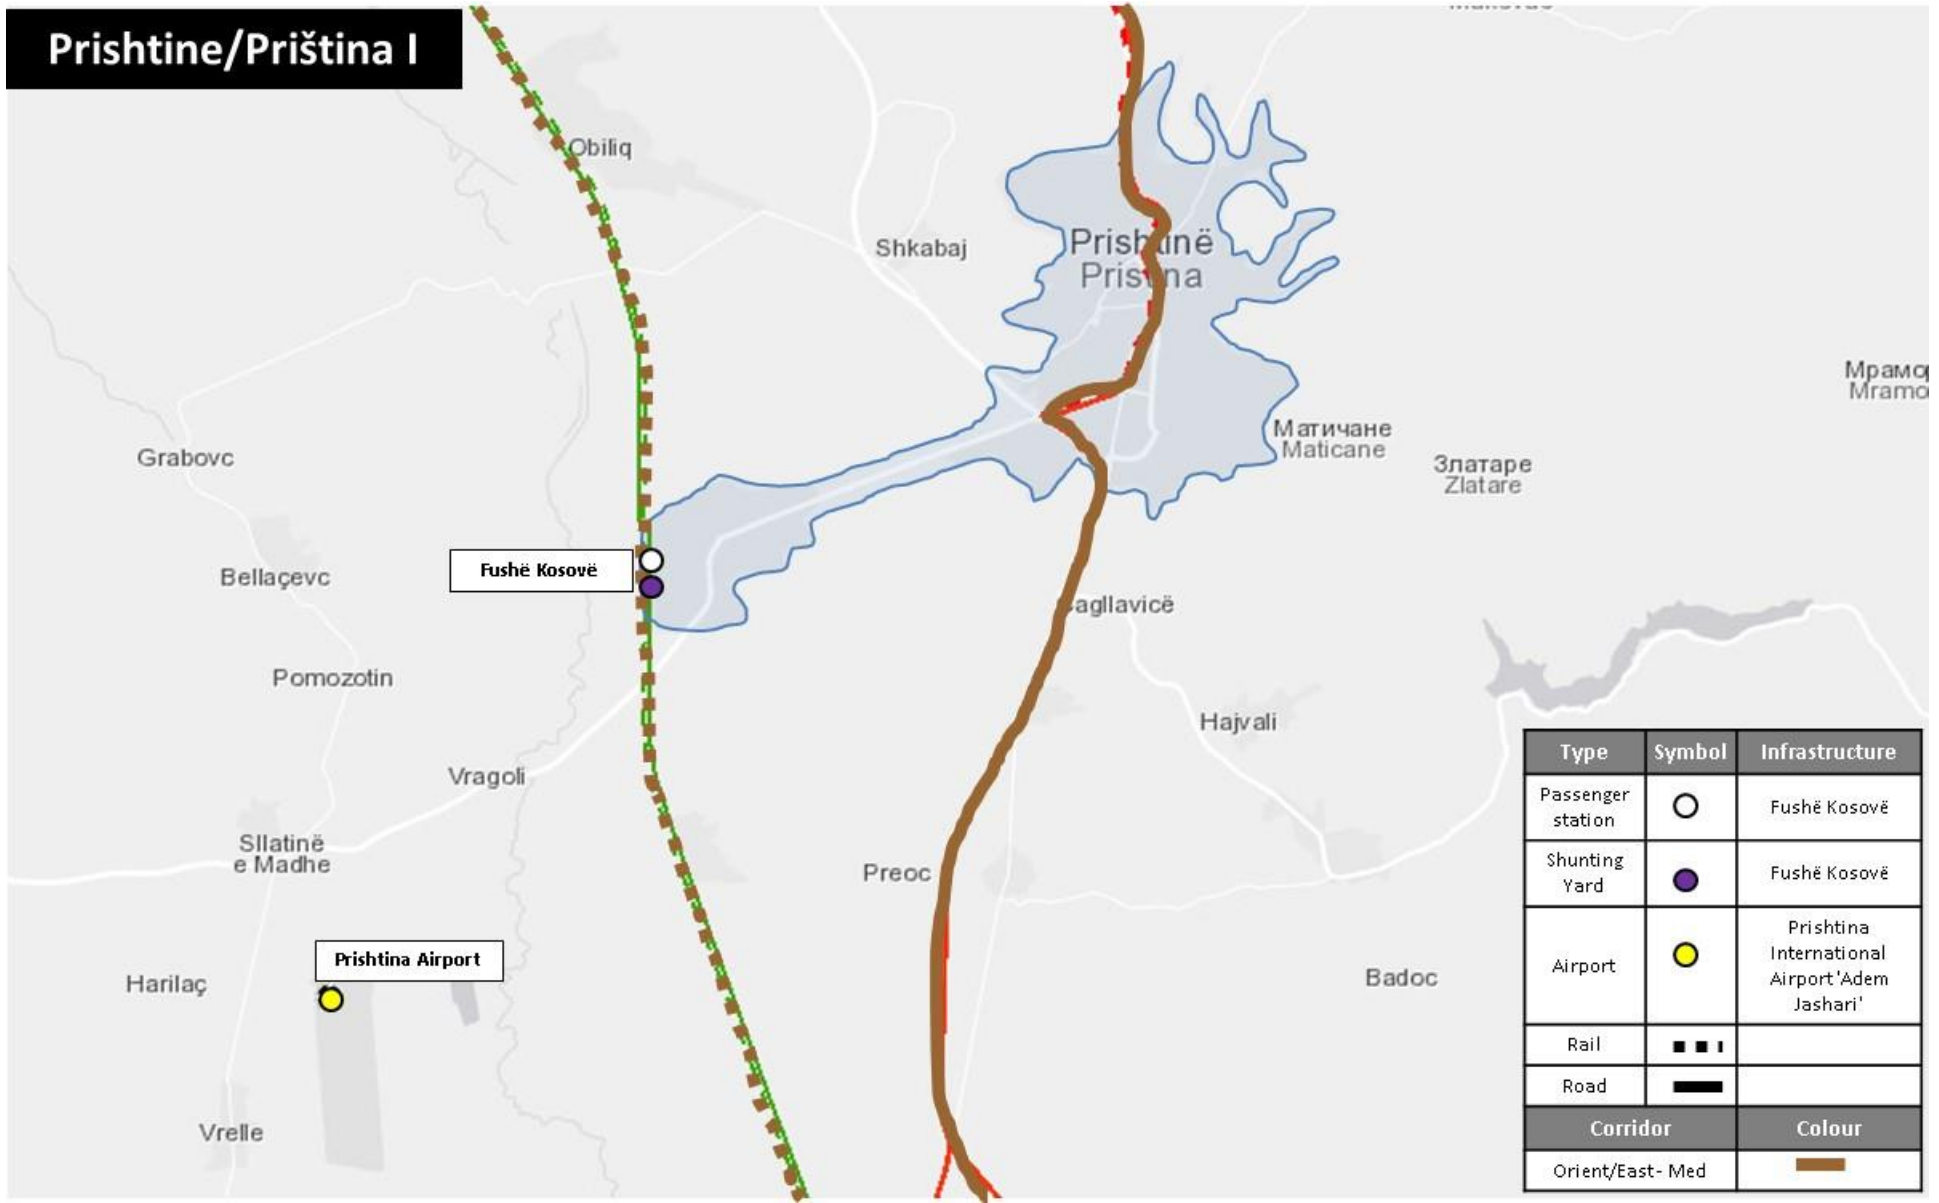 Prishtine/Priština I
Obiliq
Shkabaj
Prishtinë
Pristina
Мрамор
Mramo
Матичане
Maticane
Златаре
Zlatare
Grabovc
Fushë Kosovë
Bellaçevc
Cagllavicë
Pomozotin
Hajvali
Vragoli
Sllatinë
e Madhe
Preoc
Prishtina Airport
Harilaç
Badoc
Vrelle
Type Symbol Infrastructure
Passenger
station
Fushë Kosovë
Shunting
Yard
Fushë Kosovë
Airport
Prishtina
International
Airport 'Adem
Jashari'
Rail
Road
Corridor Colour
Orient/East- Med